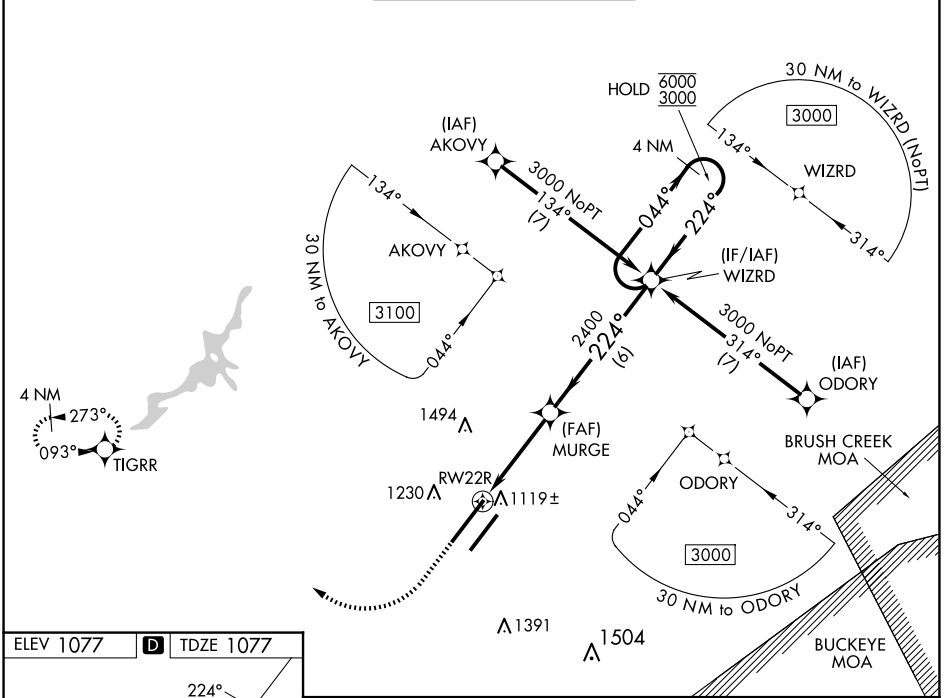 30 NM to WIZRD (NoPT)
HOLD 6000
3000
3000
(IAF)
AKOVY
4 NM
134°
WIZRD
314°
3000 NoPT
134°
(7)
044°
224°
134°
AKOVY
30 NM to AKOVY
3100
044°
(IF/IAF)
WIZRD
2400
224°
(6)
3000 NoPT
314°
(7)
(IAF)
ODORY
4 NM
273°
093°
TIGRR
1494
(FAF)
MURGE
BRUSH CREEK
MOA
ODORY
044°
314°
3000
30 NM to ODORY
RW22R
1230
1119±
1391
1504
BUCKEYE
MOA
ELEV 1077
D
TDZE 1077
224°